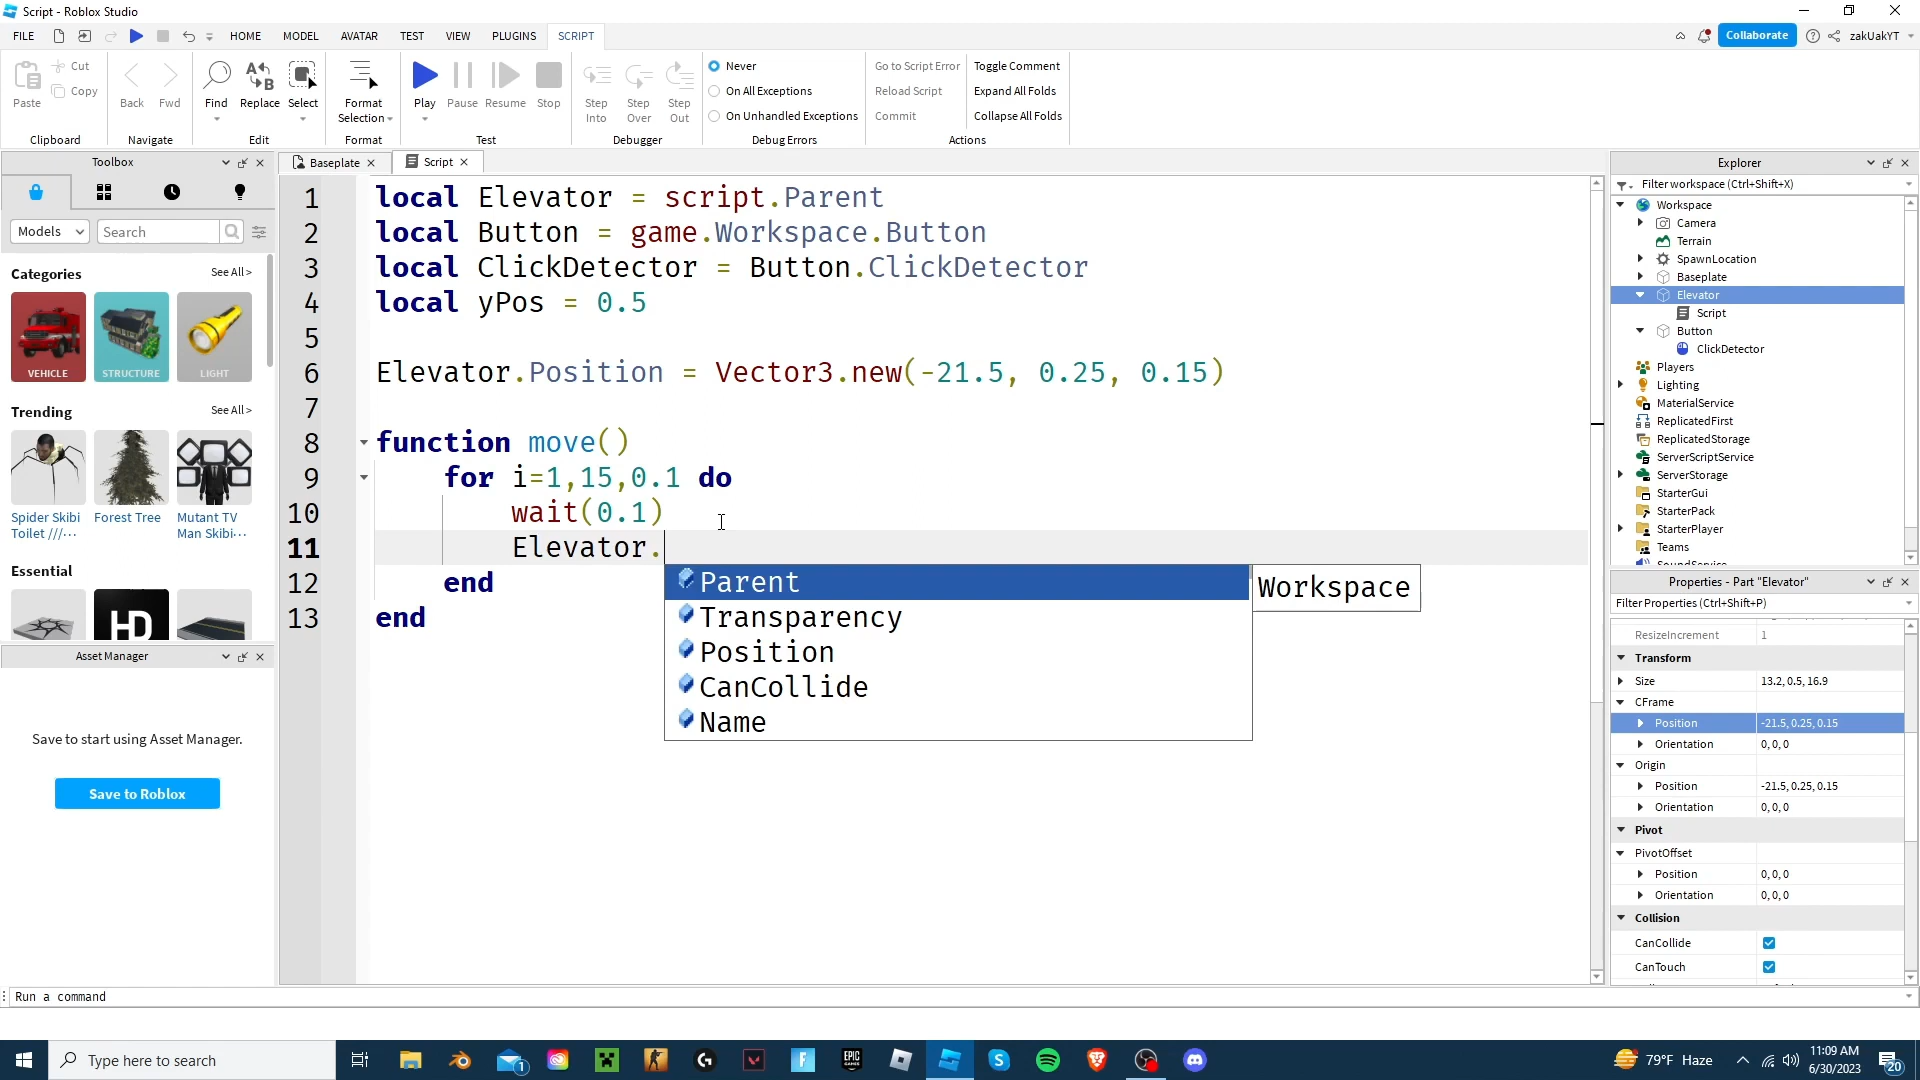 Script - Roblox Studio
FILE HOME MODEL AVATAR TEST VIEW PLUGINS SCRIPT Collaborate zakUakYT
Paste
Cut
Copy
Clipboard
Back Fwd
Navigate
Find Replace Select
Edit
Format
Selection
Format
Play Pause Resume Stop
Test
Step
Into
Step
Over
Step
Out
Debugger
Never
On All Exceptions
On Unhandled Exceptions
Debug Errors
Go to Script Error
Reload Script
Commit
Toggle Comment
Expand All Folds
Collapse All Folds
Actions
Toolbox
Models Search
Categories See All >
VEHICLE STRUCTURE LIGHT
Trending See All >
Spider Skibi
Toilet ///···
Forest Tree
Mutant TV
Man Skibi···
Essential
HD
Asset Manager
Save to start using Asset Manager.
Save to Roblox
Baseplate Script
1 local Elevator = script.Parent
2 local Button = game.Workspace.Button
3 local ClickDetector = Button.ClickDetector
4 local yPos = 0.5
5
6 Elevator.Position = Vector3.new(-21.5, 0.25, 0.15)
7
8 function move()
9 for i=1,15,0.1 do
10 wait(0.1)
11 Elevator.
12 end
13 end
Parent
Transparency
Position
CanCollide
Name
Workspace
Explorer
Filter workspace (Ctrl+Shift+X)
Workspace
Camera
Terrain
SpawnLocation
Baseplate
Elevator
Script
Button
ClickDetector
Players
Lighting
MaterialService
ReplicatedFirst
ReplicatedStorage
ServerScriptService
ServerStorage
StarterGui
StarterPack
StarterPlayer
Teams
SoundService
Properties - Part "Elevator"
Filter Properties (Ctrl+Shift+P)
ResizeIncrement 1
Transform
Size 13.2, 0.5, 16.9
CFrame
Position -21.5, 0.25, 0.15
Orientation 0, 0, 0
Origin
Position -21.5, 0.25, 0.15
Orientation 0, 0, 0
Pivot
PivotOffset
Position 0, 0, 0
Orientation 0, 0, 0
Collision
CanCollide
CanTouch
Run a command
Type here to search
1
EPIC
GAMES
79°F Haze
11:09 AM
6/30/2023
20